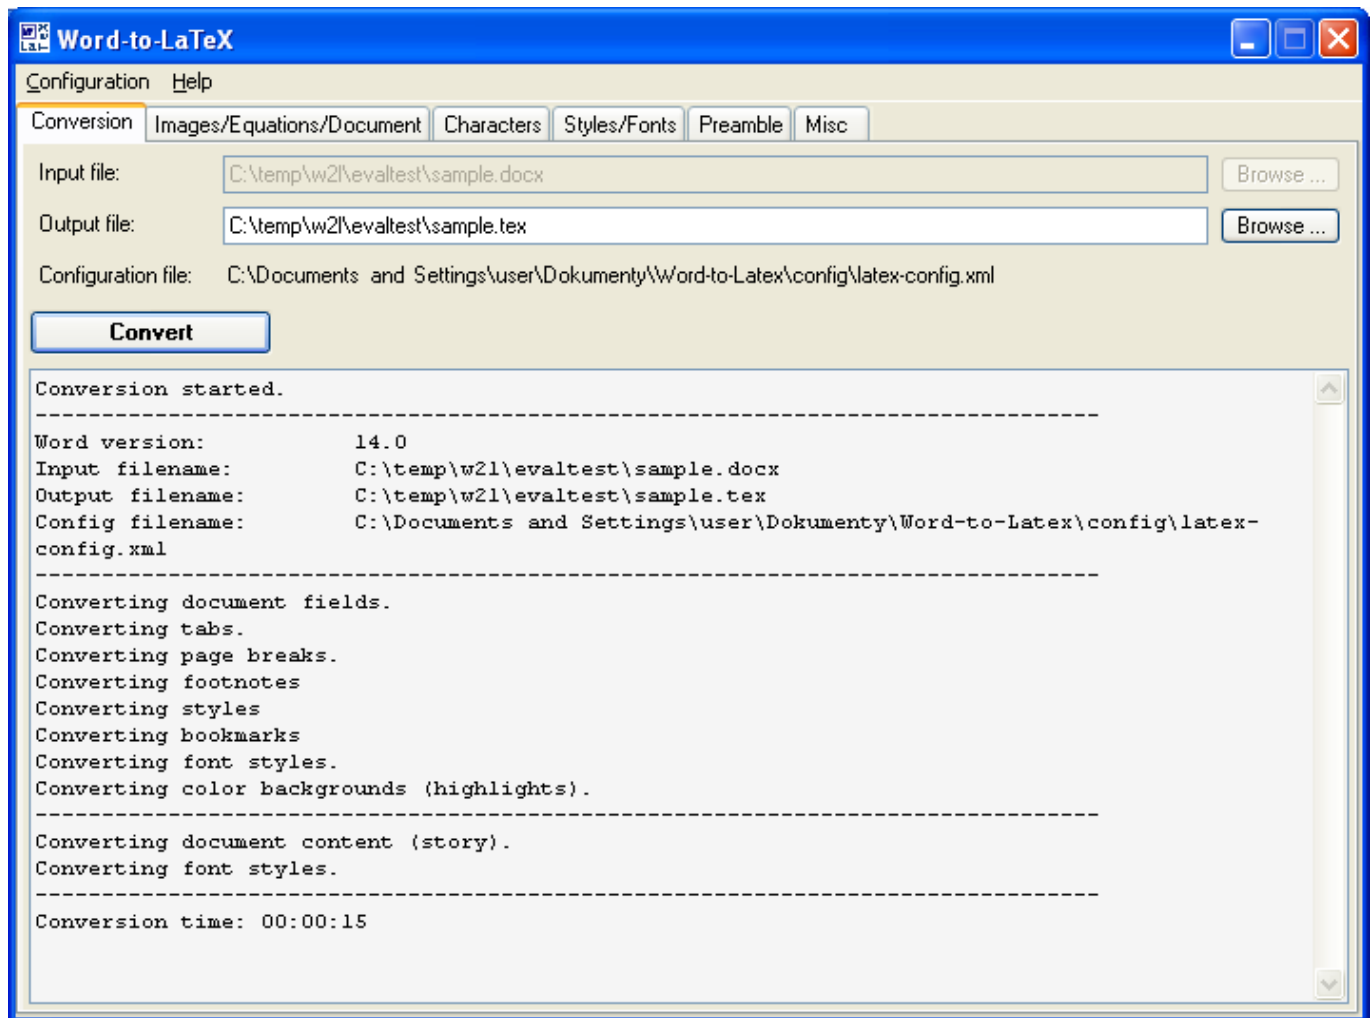 Word-to-LaTeX
Configuration Help
Conversion Images/Equations/Document Characters Styles/Fonts Preamble Misc
Input file: C:\temp\w2l\evaltest\sample.docx Browse ...
Output file: C:\temp\w2l\evaltest\sample.tex Browse ...
Configuration file: C:\Documents and Settings\user\Dokumenty\Word-to-Latex\config\latex-config.xml
Convert
Conversion started.
--------------------------------------------------------------------------------
Word version: 14.0
Input filename: C:\temp\w2l\evaltest\sample.docx
Output filename: C:\temp\w2l\evaltest\sample.tex
Config filename: C:\Documents and Settings\user\Dokumenty\Word-to-Latex\config\latex-
config.xml
--------------------------------------------------------------------------------
Converting document fields.
Converting tabs.
Converting page breaks.
Converting footnotes
Converting styles
Converting bookmarks
Converting font styles.
Converting color backgrounds (highlights).
--------------------------------------------------------------------------------
Converting document content (story).
Converting font styles.
--------------------------------------------------------------------------------
Conversion time: 00:00:15